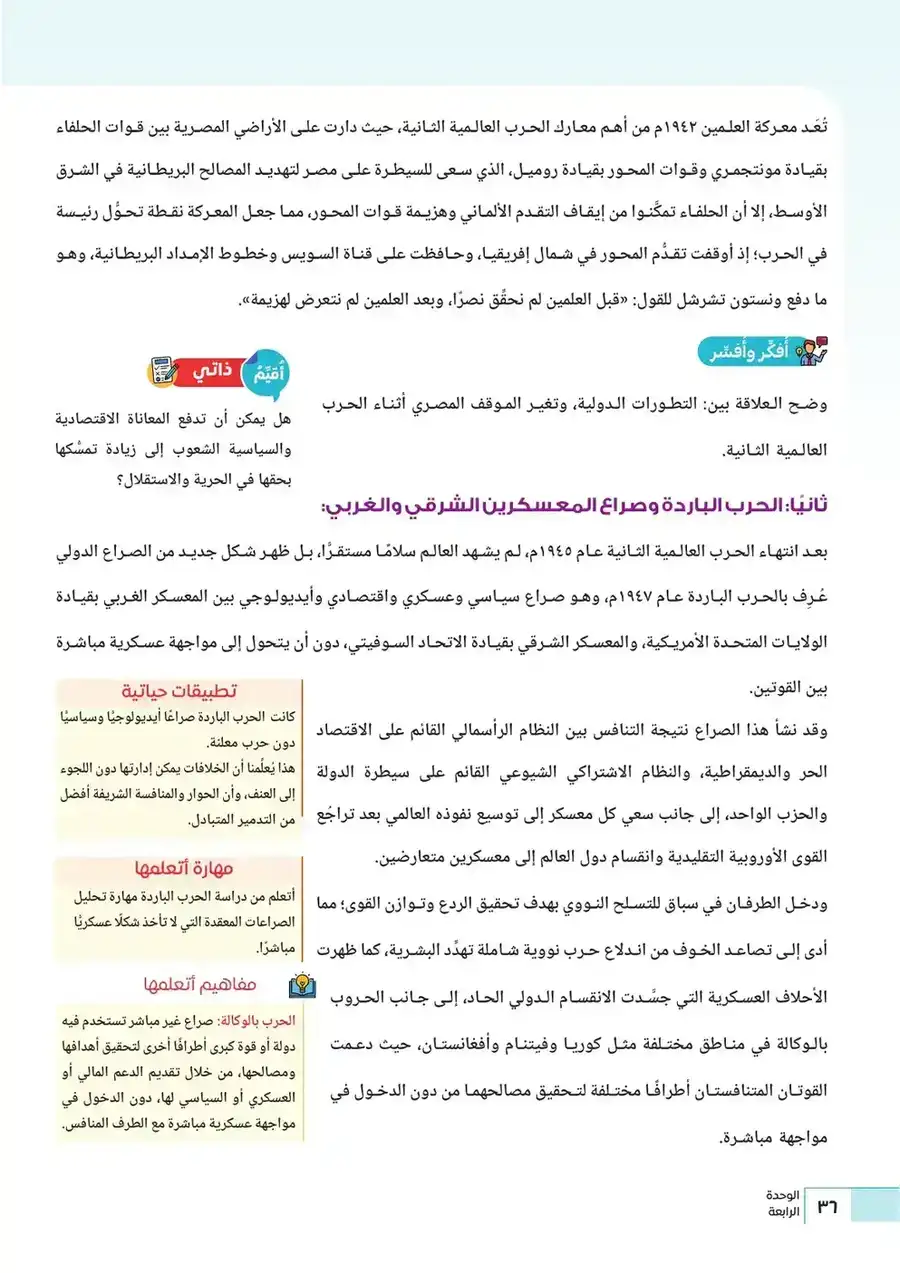 تُعَد معركة العلمين ١٩٤٢م من أهم معارك الحرب العالمية الثانية، حيث دارت على الأراضي المصرية بين قوات الحلفاء
بقيادة مونتجمري وقوات المحور بقيادة روميل، الذي سعى للسيطرة على مصر لتهديد المصالح البريطانية في الشرق
الأوسط، إلا أن الحلفاء تمكَّنوا من إيقاف التقدم الألماني وهزيمة قوات المحور، مما جعل المعركة نقطة تحوُّل رئيسة
في الحرب؛ إذ أوقفت تقدُّم المحور في شمال إفريقيا، وحافظت على قناة السويس وخطوط الإمداد البريطانية، وهو
ما دفع ونستون تشرشل للقول: «قبل العلمين لم نحقِّق نصرًا، وبعد العلمين لم نتعرض لهزيمة».
أفكِّر وأفسِّر
وضح العلاقة بين: التطورات الدولية، وتغير الموقف المصري أثناء الحرب
العالمية الثانية.
أُقيِّمُ ذاتي
هل يمكن أن تدفع المعاناة الاقتصادية
والسياسية الشعوب إلى زيادة تمسُّكها
بحقها في الحرية والاستقلال؟
ثانيًا: الحرب الباردة وصراع المعسكرين الشرقي والغربي:
بعد انتهاء الحرب العالمية الثانية عام ١٩٤٥م، لم يشهد العالم سلامًا مستقرًّا، بل ظهر شكل جديد من الصراع الدولي
عُرِف بالحرب الباردة عام ١٩٤٧م، وهو صراع سياسي وعسكري واقتصادي وأيديولوجي بين المعسكر الغربي بقيادة
الولايات المتحدة الأمريكية، والمعسكر الشرقي بقيادة الاتحاد السوفيتي، دون أن يتحول إلى مواجهة عسكرية مباشرة
بين القوتين.
وقد نشأ هذا الصراع نتيجة التنافس بين النظام الرأسمالي القائم على الاقتصاد
الحر والديمقراطية، والنظام الاشتراكي الشيوعي القائم على سيطرة الدولة
والحزب الواحد، إلى جانب سعي كل معسكر إلى توسيع نفوذه العالمي بعد تراجُع
القوى الأوروبية التقليدية وانقسام دول العالم إلى معسكرين متعارضين.
ودخل الطرفان في سباق للتسلح النووي بهدف تحقيق الردع وتوازن القوى؛ مما
أدى إلى تصاعد الخوف من اندلاع حرب نووية شاملة تهدِّد البشرية، كما ظهرت
الأحلاف العسكرية التي جسَّدت الانقسام الدولي الحاد، إلى جانب الحروب
بالوكالة في مناطق مختلفة مثل كوريا وفيتنام وأفغانستان، حيث دعمت
القوتان المتنافستان أطرافًا مختلفة لتحقيق مصالحهما من دون الدخول في
مواجهة مباشرة.
تطبيقات حياتية
كانت الحرب الباردة صراعًا أيديولوجيًّا وسياسيًّا
دون حرب معلنة.
هذا يُعلِّمنا أن الخلافات يمكن إدارتها دون اللجوء
إلى العنف، وأن الحوار والمنافسة الشريفة أفضل
من التدمير المتبادل.
مهارة أتعلمها
أتعلم من دراسة الحرب الباردة مهارة تحليل
الصراعات المعقدة التي لا تأخذ شكلًا عسكريًّا
مباشرًا.
مفاهيم أتعلمها
الحرب بالوكالة: صراع غير مباشر تستخدم فيه
دولة أو قوة كبرى أطرافًا أخرى لتحقيق أهدافها
ومصالحها، من خلال تقديم الدعم المالي أو
العسكري أو السياسي لها، دون الدخول في
مواجهة عسكرية مباشرة مع الطرف المنافس.
الوحدة
الرابعة
٣٦